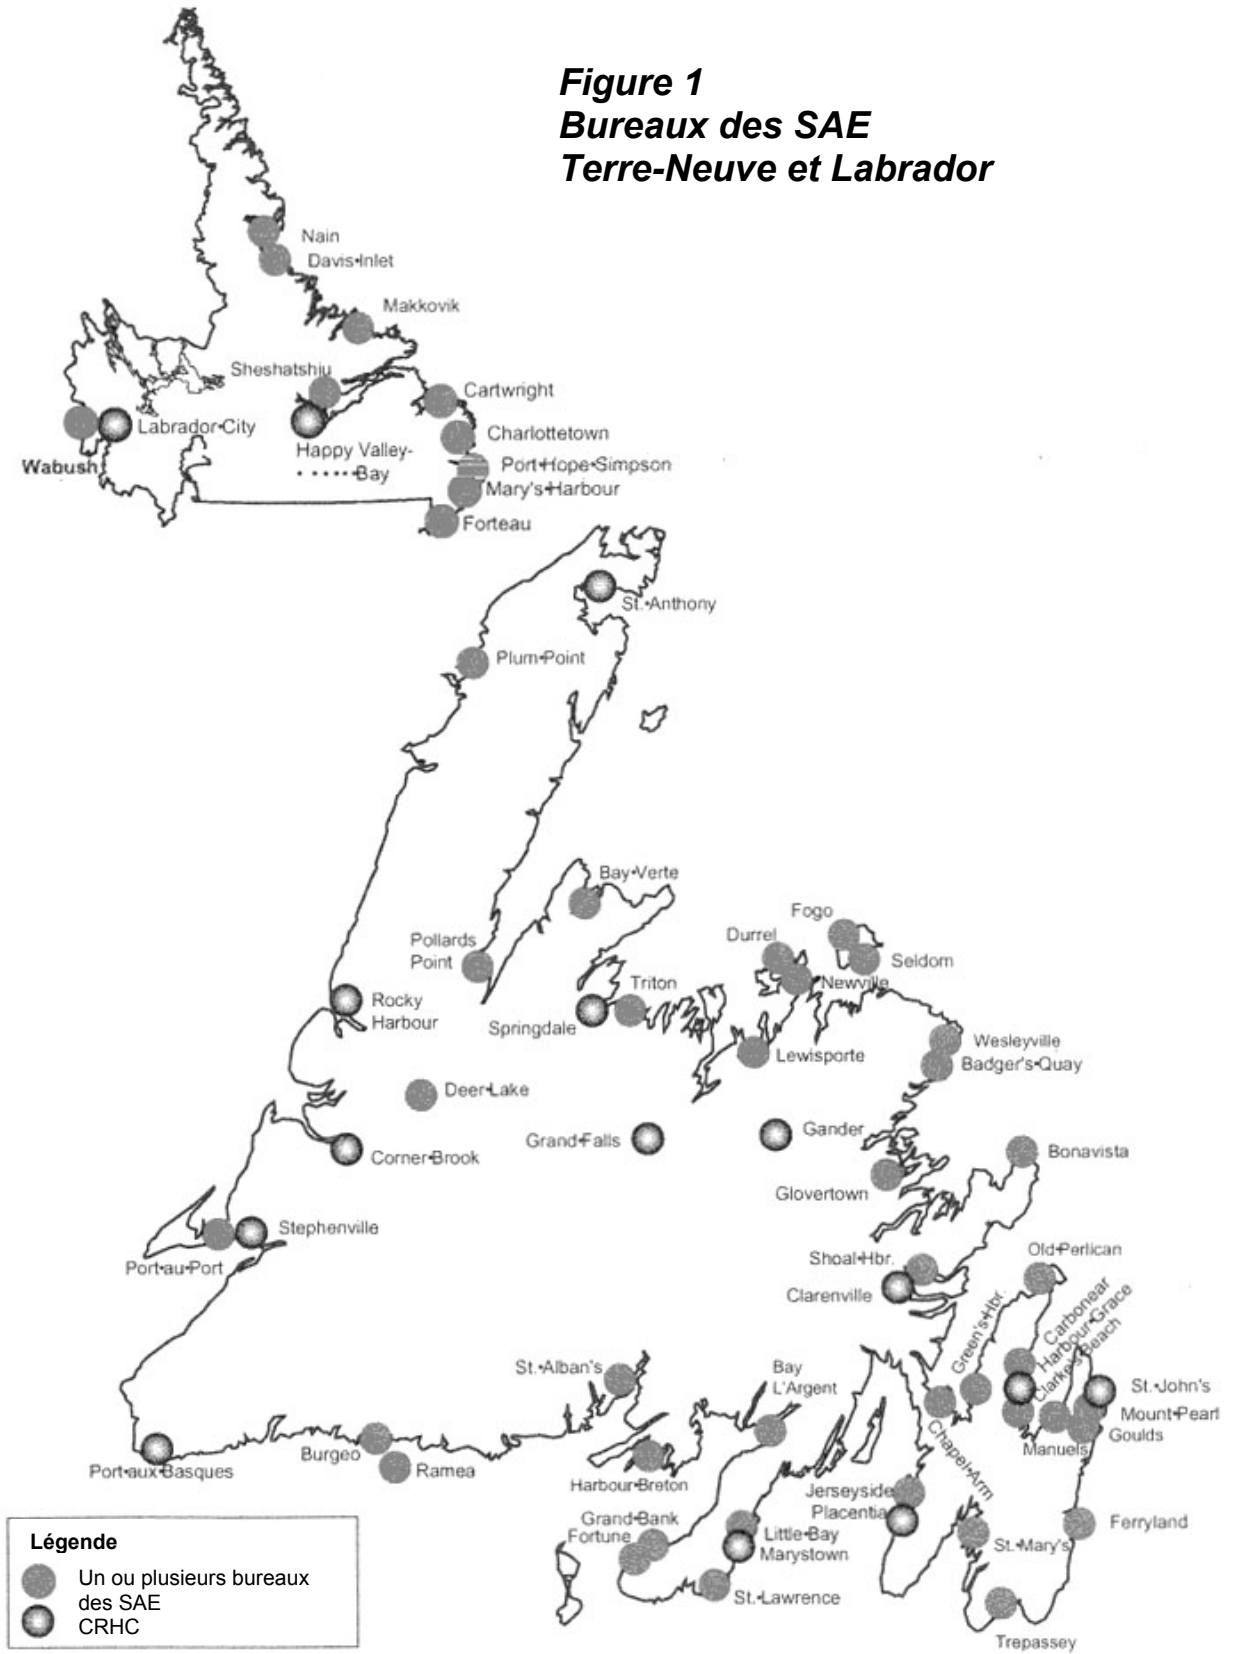 Figure 1
Bureaux des SAE
Terre-Neuve et Labrador
Nain
Davis•Inlet
Makkovik
Sheshatshiu
Cartwright
Labrador•City
Charlottetown
Happy Valley-
Bay
Wabush
Port•Hope•Simpson
Mary's•Harbour
Forteau
St.•Anthony
Plum•Point
Bay•Verte
Fogo
Durrel
Pollards
Point
Seldom
Newville
Triton
Rocky
Harbour
Springdale
Wesleyville
Lewisporte
Badger's•Quay
Deer•Lake
Grand•Falls
Gander
Corner•Brook
Bonavista
Glovertown
Stephenville
Port•au•Port
Shoal•Hbr.
Old•Perlican
Clarenville
Green's•Hbr.
Carbonear
Harbour•Grace
Clarke's•Beach
St.•Alban's
Bay
L'Argent
St.•John's
Mount•Pearl
Goulds
Manuels
Chapel•Arm
Burgeo
Ramea
Port•aux•Basques
Harbour•Breton
Jerseyside
Placentia
Grand•Bank
Fortune
Little•Bay
Marystown
Ferryland
St.•Mary's
St.•Lawrence
Trepassey
Légende
Un ou plusieurs bureaux
des SAE
CRHC